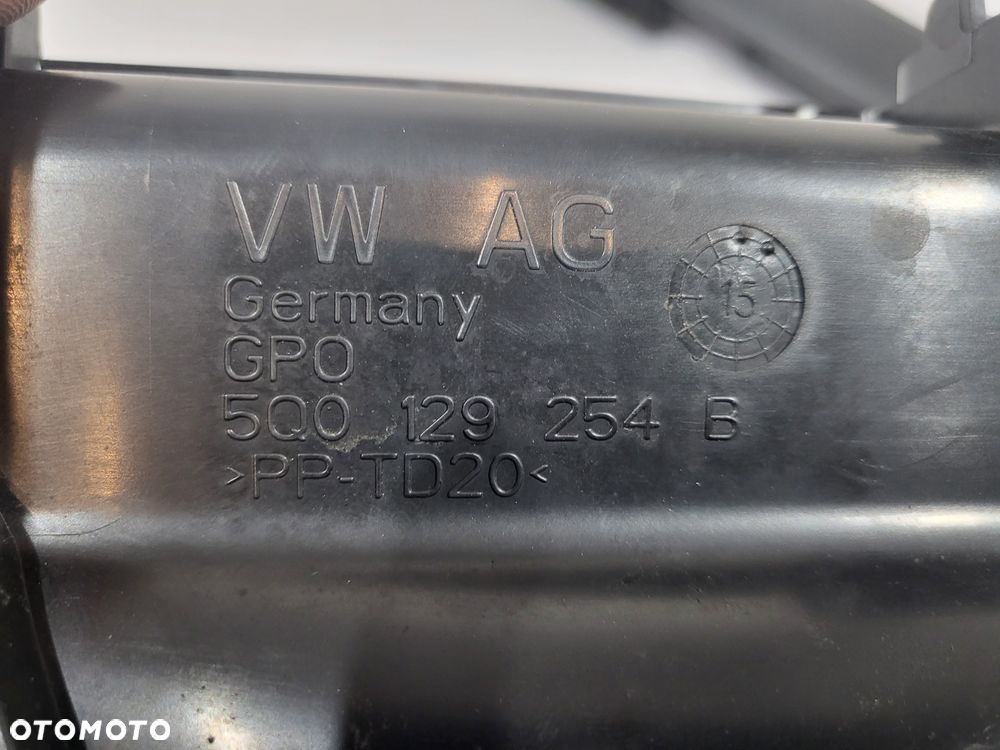 VW AG
Germany
GPO
5Q0 129 254 B
>PP-TD20<
15
OTOMOTO